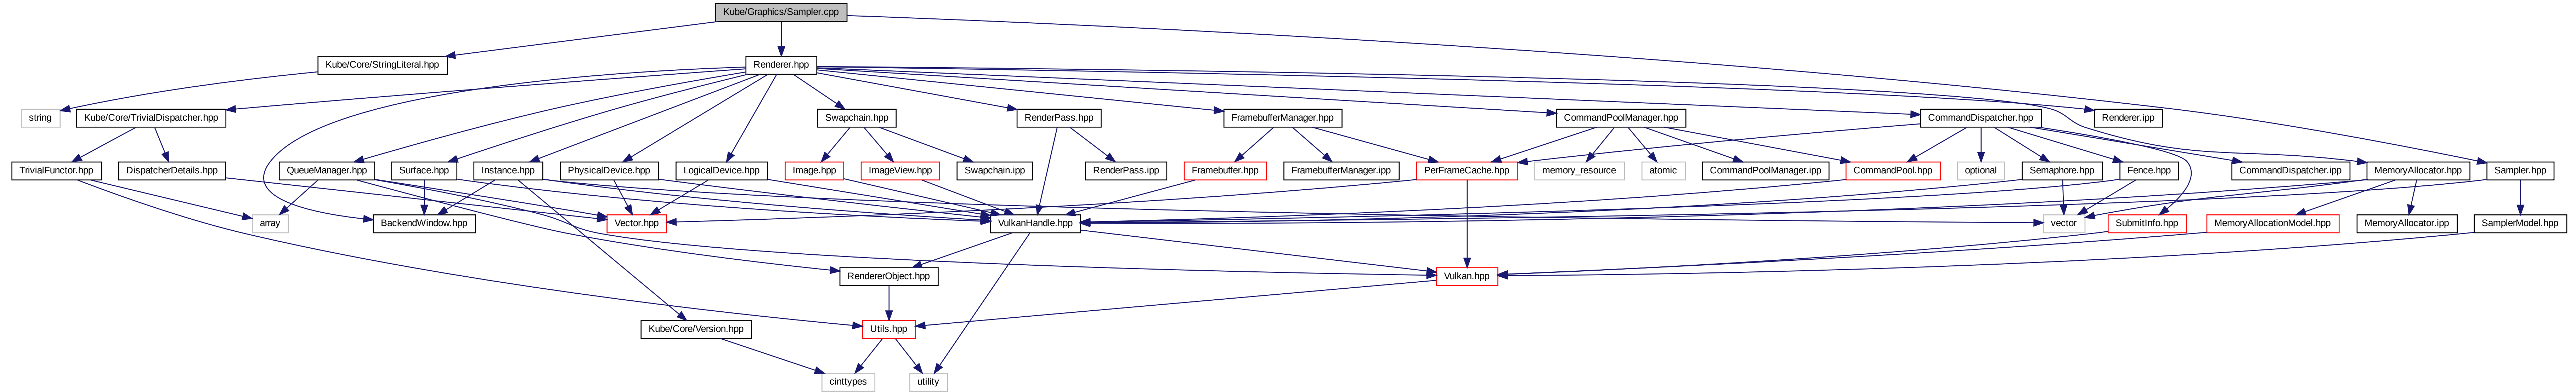 Kube/Graphics/Sampler.cpp
Kube/Core/StringLiteral.hpp
Renderer.hpp
string
Kube/Core/TrivialDispatcher.hpp
Swapchain.hpp
RenderPass.hpp
FramebufferManager.hpp
CommandPoolManager.hpp
CommandDispatcher.hpp
Renderer.ipp
TrivialFunctor.hpp
DispatcherDetails.hpp
QueueManager.hpp
Surface.hpp
Instance.hpp
PhysicalDevice.hpp
LogicalDevice.hpp
Image.hpp
ImageView.hpp
Swapchain.ipp
RenderPass.ipp
Framebuffer.hpp
FramebufferManager.ipp
PerFrameCache.hpp
memory_resource
atomic
CommandPoolManager.ipp
CommandPool.hpp
optional
Semaphore.hpp
Fence.hpp
CommandDispatcher.ipp
MemoryAllocator.hpp
Sampler.hpp
array
BackendWindow.hpp
Vector.hpp
VulkanHandle.hpp
vector
SubmitInfo.hpp
MemoryAllocationModel.hpp
MemoryAllocator.ipp
SamplerModel.hpp
RendererObject.hpp
Vulkan.hpp
Kube/Core/Version.hpp
Utils.hpp
cinttypes
utility